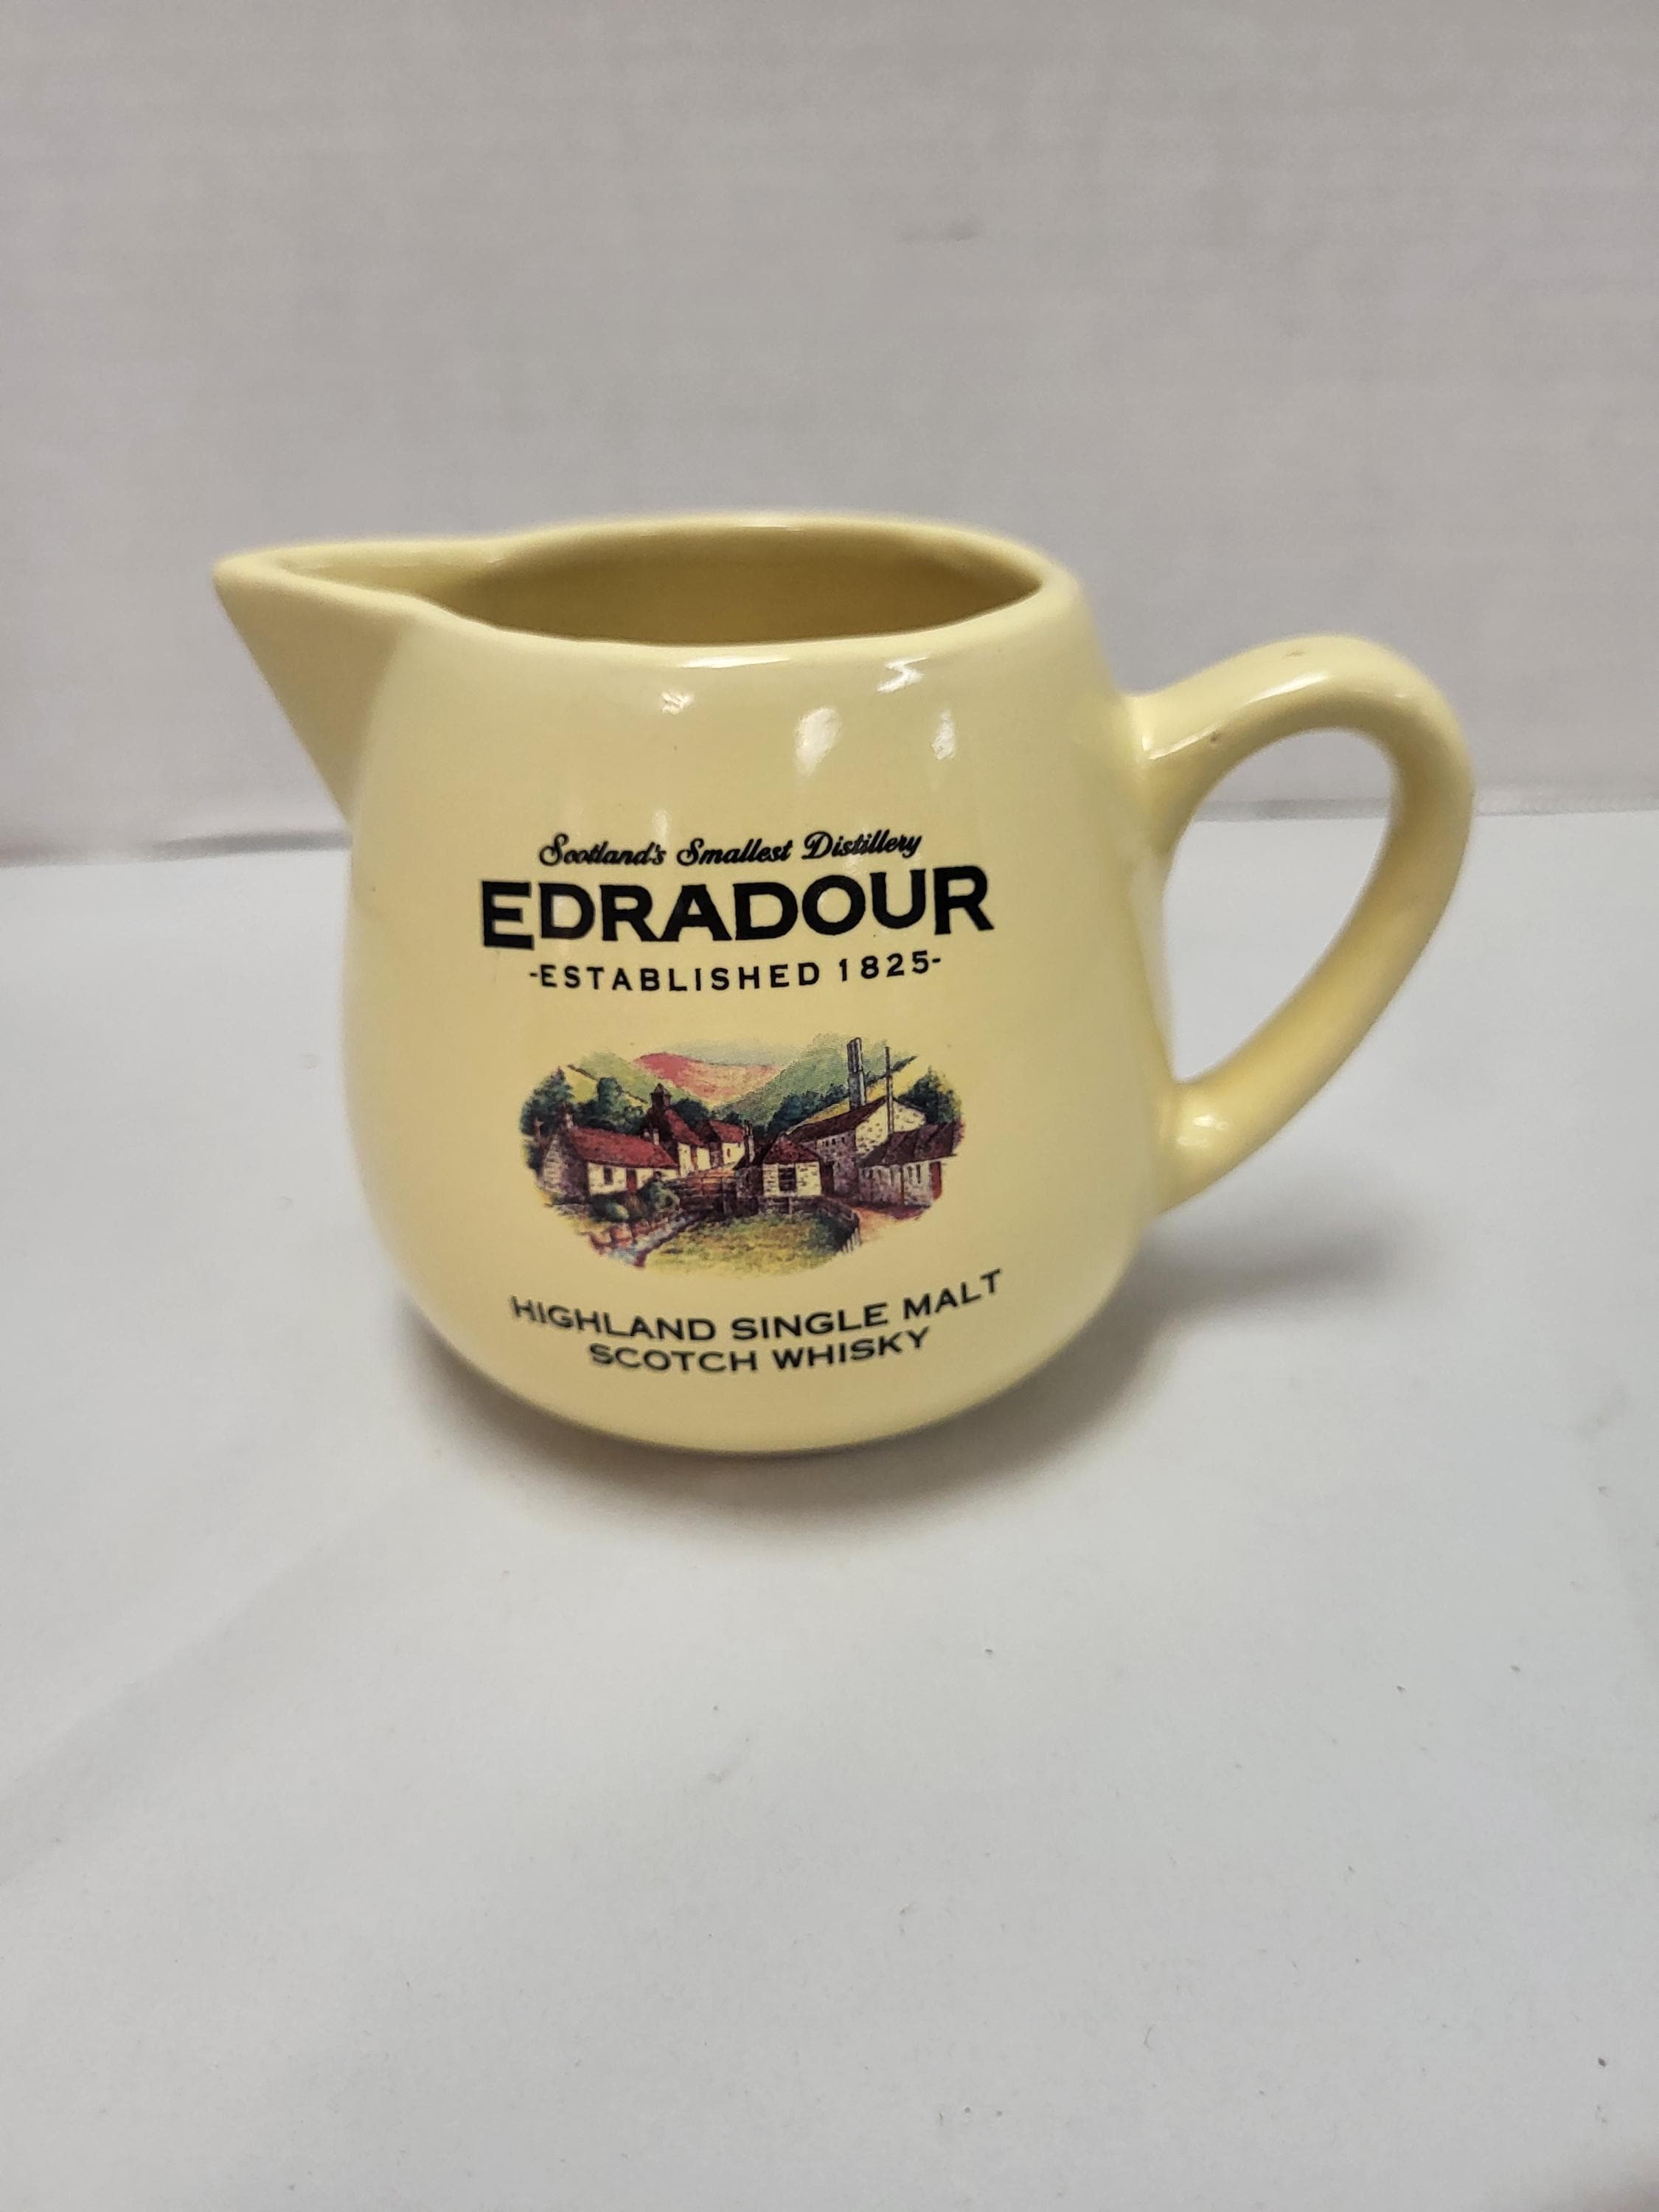 Scotland's Smallest Distillery
EDRADOUR
-ESTABLISHED 1825-
HIGHLAND SINGLE MALT
SCOTCH WHISKY